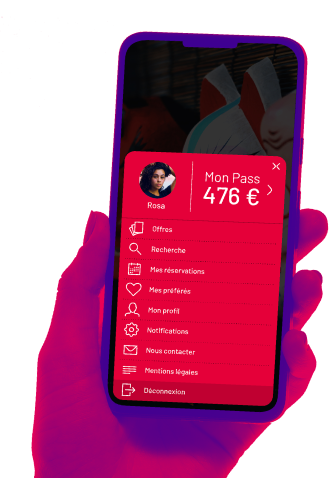 Mon Pass
476 €
Rosa
Offres
Recherche
Mes réservations
Mes préférés
Mon profil
Notifications
Nous contacter
Mentions légales
Déconnexion